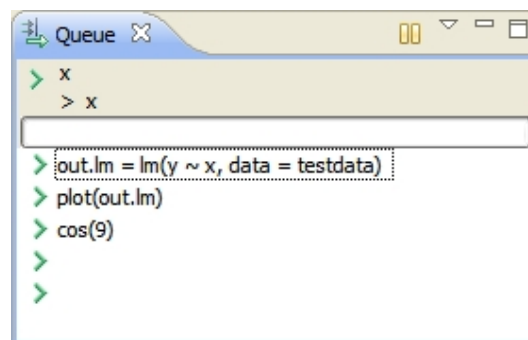 Queue
x
> x
out.lm = lm(y ~ x, data = testdata)
plot(out.lm)
cos(9)